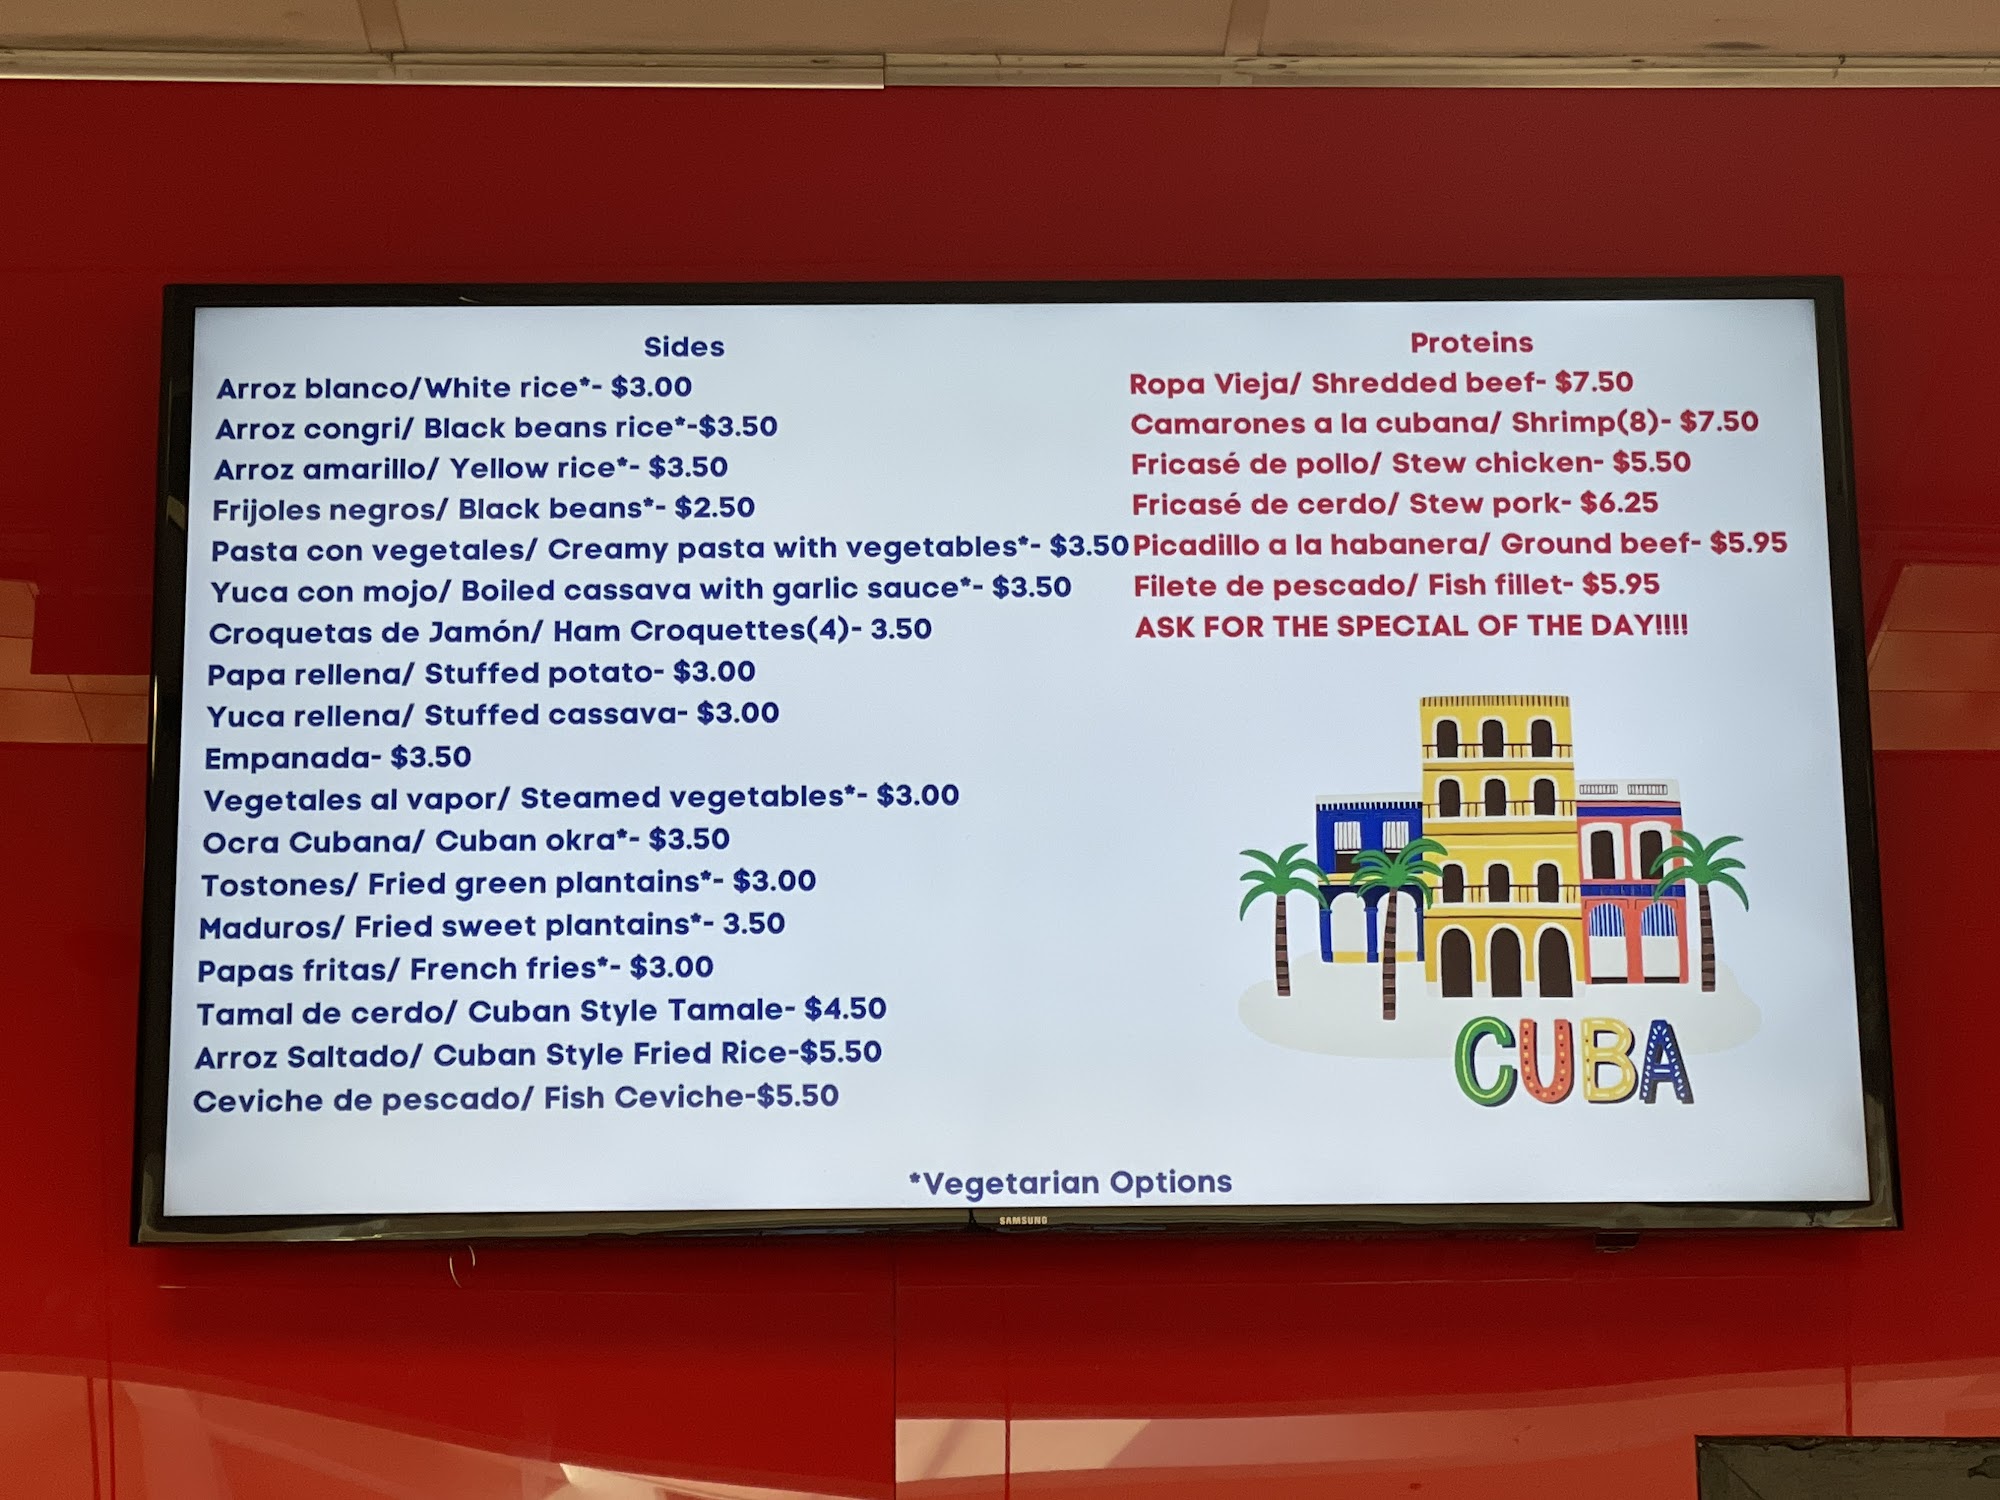 Sides
Arroz blanco/White rice*- $3.00
Arroz congri/ Black beans rice*-$3.50
Arroz amarillo/ Yellow rice*- $3.50
Frijoles negros/ Black beans*- $2.50
Pasta con vegetales/ Creamy pasta with vegetables*- $3.50
Yuca con mojo/ Boiled cassava with garlic sauce*- $3.50
Croquetas de Jamón/ Ham Croquettes(4)- 3.50
Papa rellena/ Stuffed potato- $3.00
Yuca rellena/ Stuffed cassava- $3.00
Empanada- $3.50
Vegetales al vapor/ Steamed vegetables*- $3.00
Ocra Cubana/ Cuban okra*- $3.50
Tostones/ Fried green plantains*- $3.00
Maduros/ Fried sweet plantains*- 3.50
Papas fritas/ French fries*- $3.00
Tamal de cerdo/ Cuban Style Tamale- $4.50
Arroz Saltado/ Cuban Style Fried Rice-$5.50
Ceviche de pescado/ Fish Ceviche-$5.50
Proteins
Ropa Vieja/ Shredded beef- $7.50
Camarones a la cubana/ Shrimp(8)- $7.50
Fricasé de pollo/ Stew chicken- $5.50
Fricasé de cerdo/ Stew pork- $6.25
Picadillo a la habanera/ Ground beef- $5.95
Filete de pescado/ Fish fillet- $5.95
ASK FOR THE SPECIAL OF THE DAY!!!!
CUBA
*Vegetarian Options
SAMSUNG